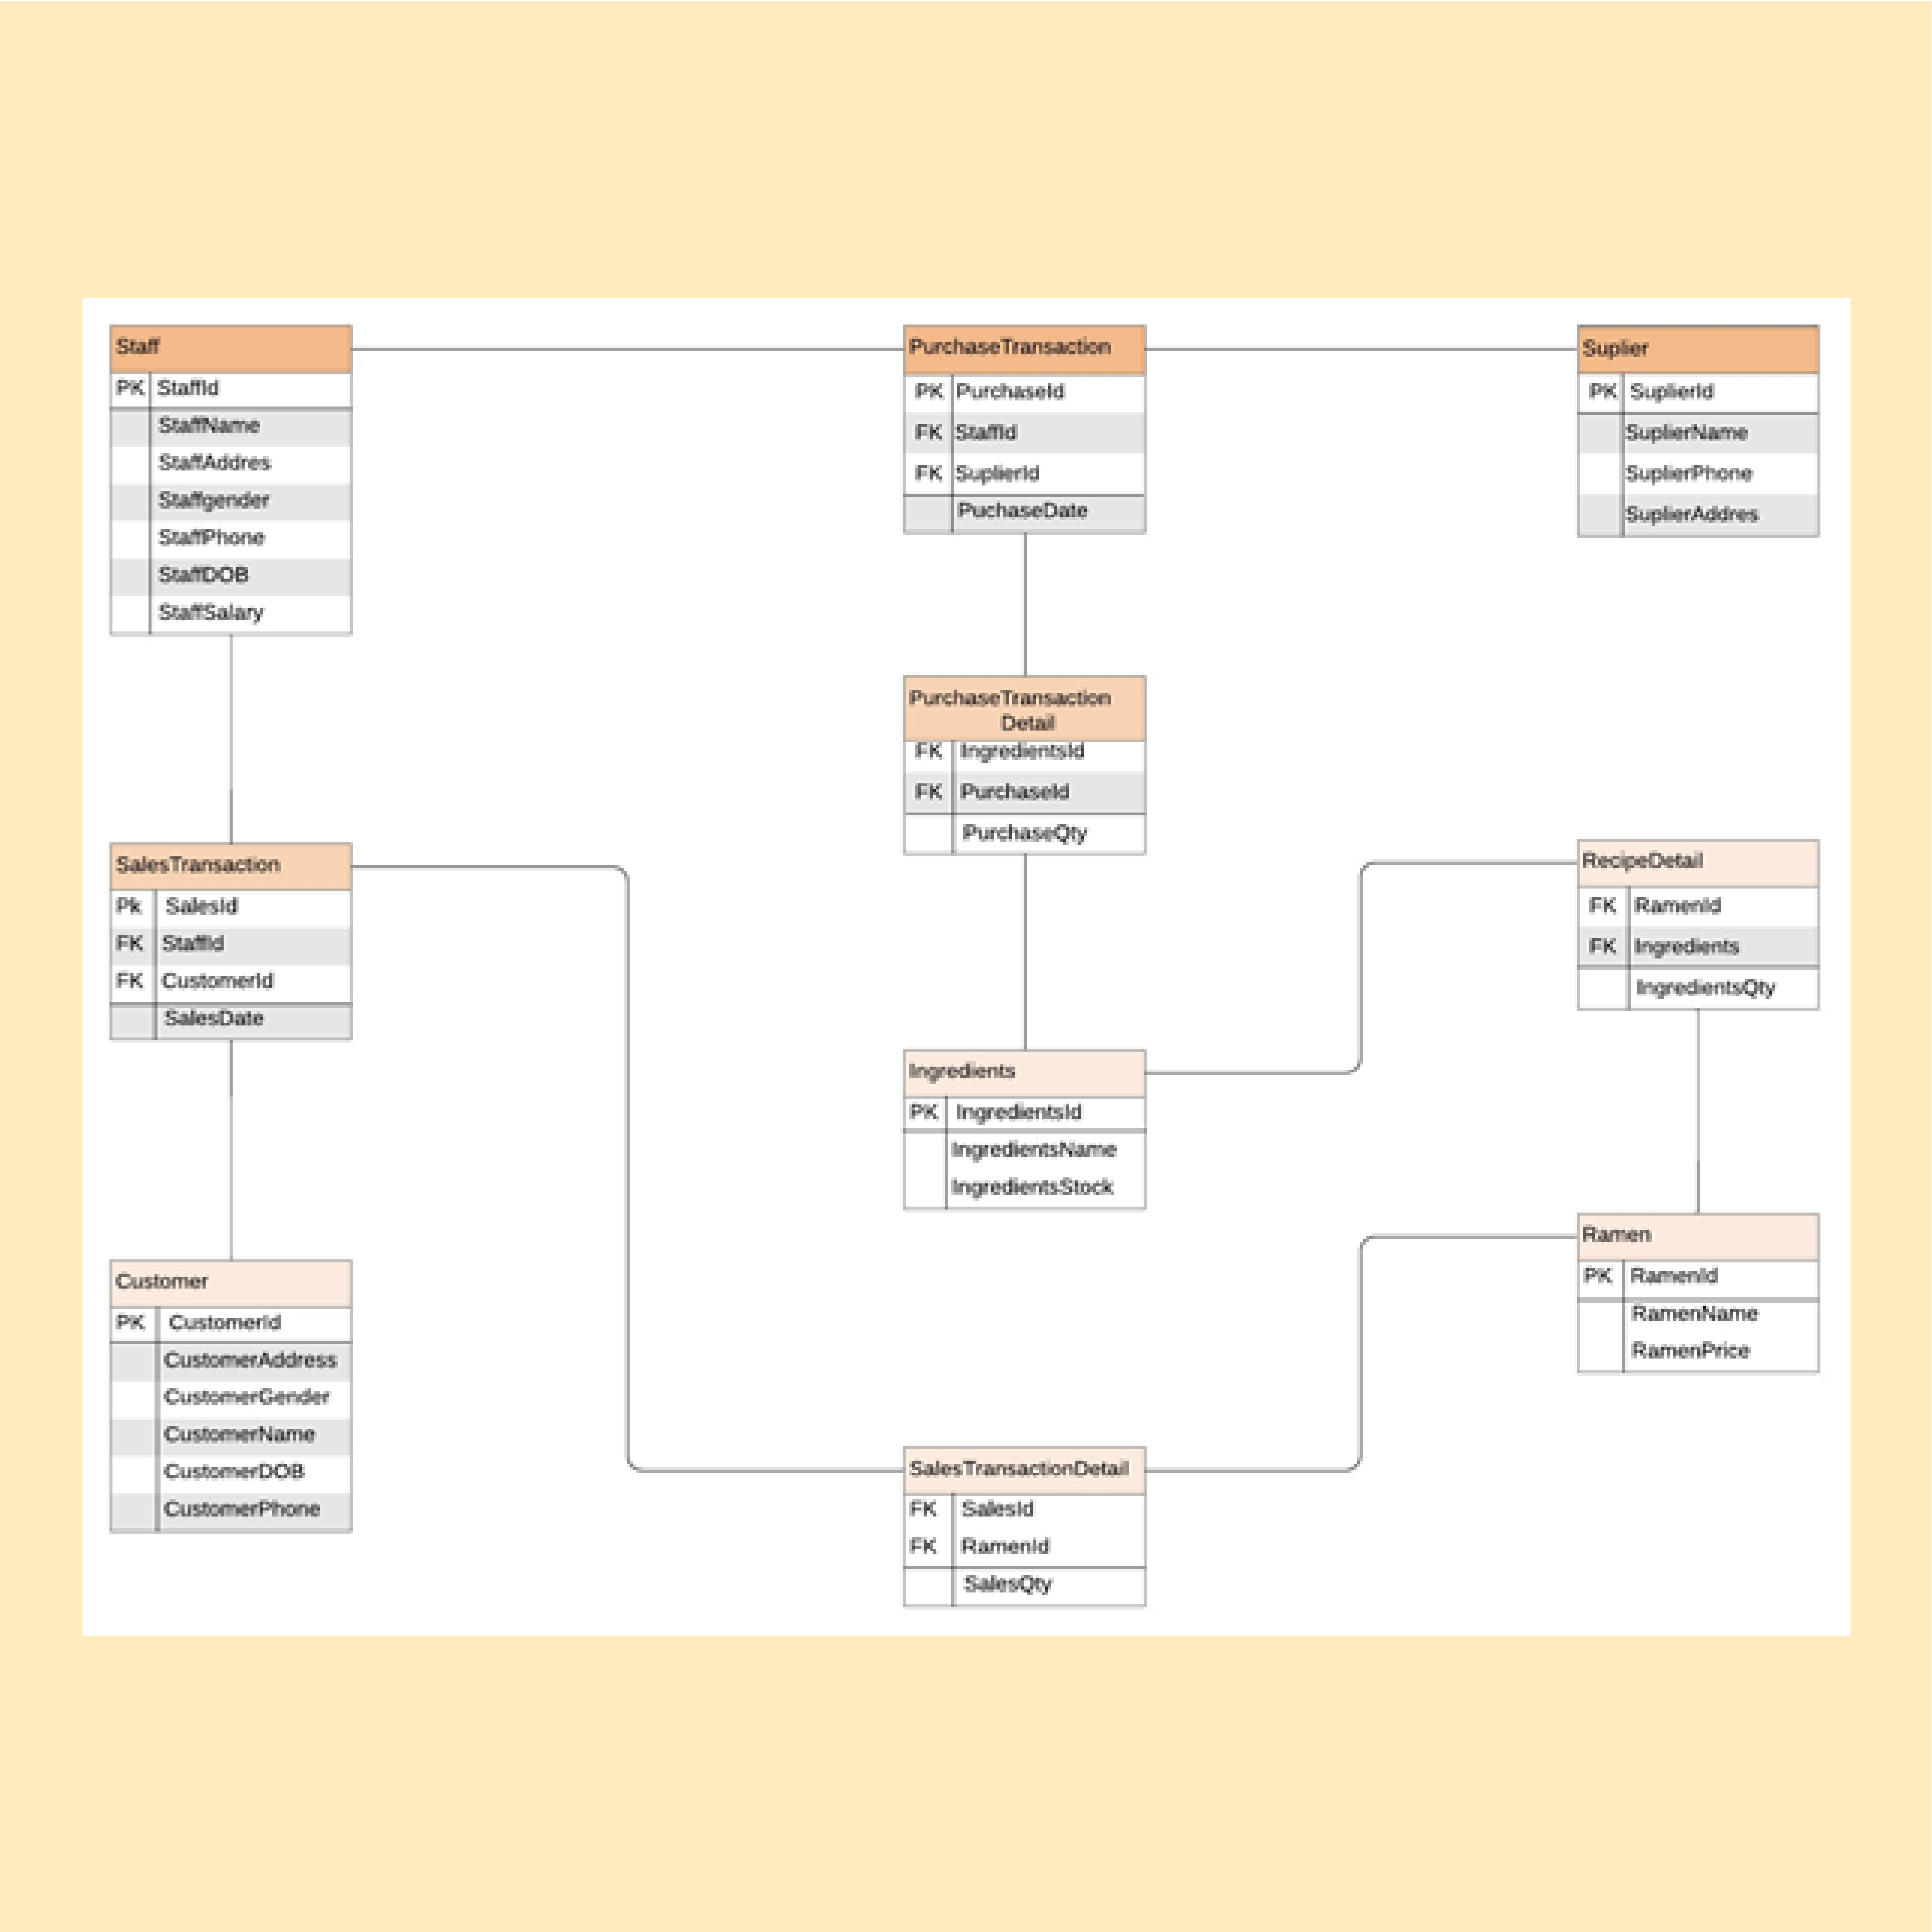 Staff
PK StaffId
StaffName
StaffAddres
Staffgender
StaffPhone
StaffDOB
StaffSalary
PurchaseTransaction
PK PurchaseId
FK StaffId
FK SuplierId
PuchaseDate
Suplier
PK SuplierId
SuplierName
SuplierPhone
SuplierAddres
PurchaseTransaction
Detail
FK IngredientsId
FK PurchaseId
PurchaseQty
SalesTransaction
Pk SalesId
FK StaffId
FK CustomerId
SalesDate
RecipeDetail
FK RamenId
FK Ingredients
IngredientsQty
Ingredients
PK IngredientsId
IngredientsName
IngredientsStock
Customer
PK CustomerId
CustomerAddress
CustomerGender
CustomerName
CustomerDOB
CustomerPhone
Ramen
PK RamenId
RamenName
RamenPrice
SalesTransactionDetail
FK SalesId
FK RamenId
SalesQty